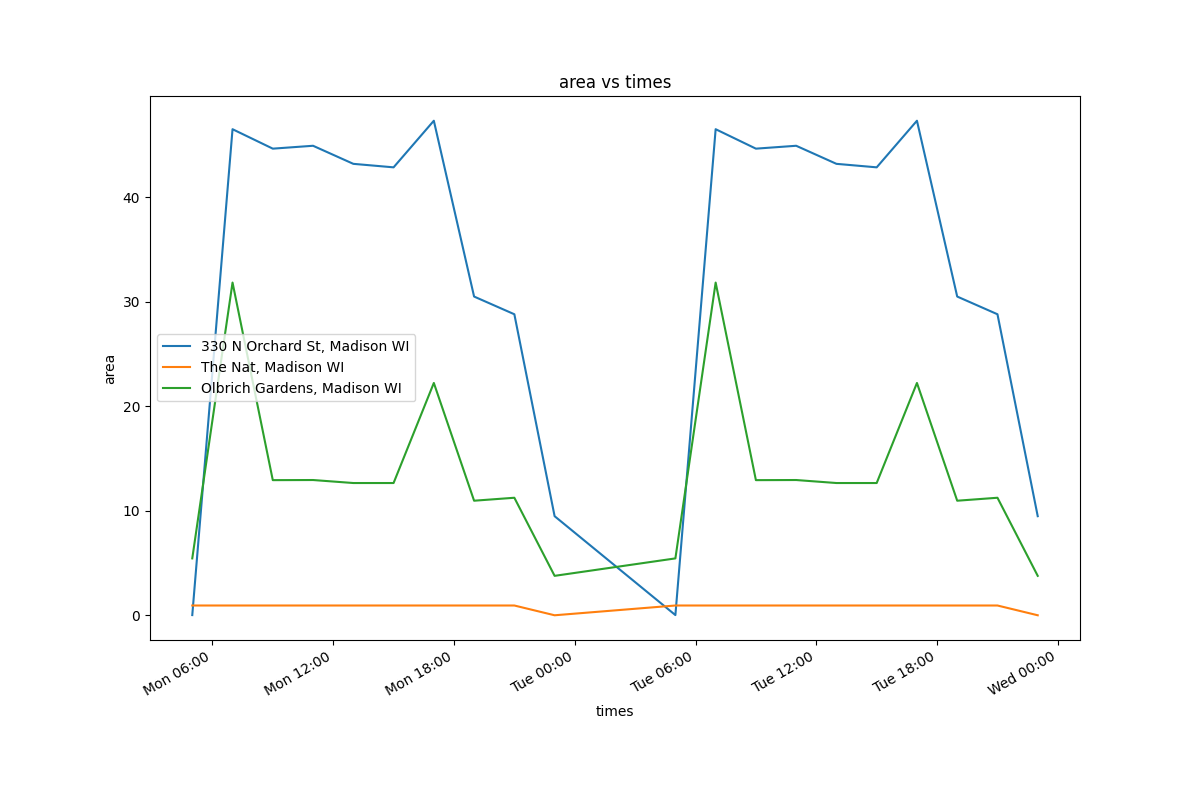 area vs times
area
40
30
20
10
0
330 N Orchard St, Madison WI
The Nat, Madison WI
Olbrich Gardens, Madison WI
Mon 06:00
Mon 12:00
Mon 18:00
Tue 00:00
Tue 06:00
Tue 12:00
Tue 18:00
Wed 00:00
times